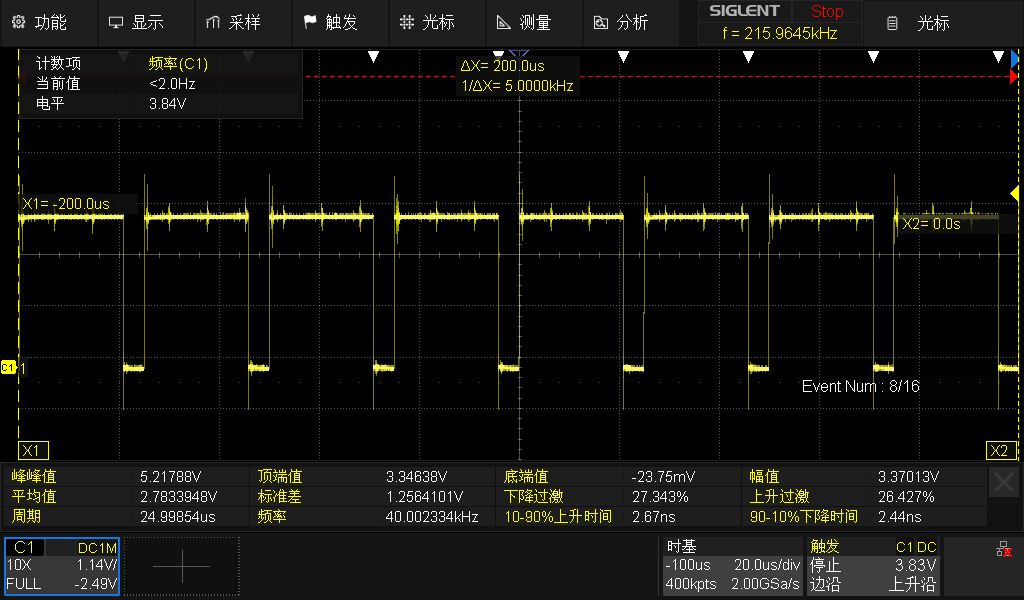 功能 显示 采样 触发 光标 测量 分析 SIGLENT Stop 光标
f = 215.9645kHz
计数项 频率(C1)
当前值 <2.0Hz
电平 3.84V
ΔX= 200.0us
1/ΔX= 5.0000kHz
X1= -200.0us
X2= 0.0s
C1 1
Event Num : 8/16
X1 X2
峰峰值 5.21788V 顶端值 3.34638V 底端值 -23.75mV 幅值 3.37013V
平均值 2.7833948V 标准差 1.2564101V 下降过激 27.343% 上升过激 26.427%
周期 24.99854us 频率 40.002334kHz 10-90%上升时间 2.67ns 90-10%下降时间 2.44ns
C1 DC1M
10X 1.14V/
FULL -2.49V
时基
-100us 20.0us/div
400kpts 2.00GSa/s
触发 C1 DC
停止 3.83V
边沿 上升沿